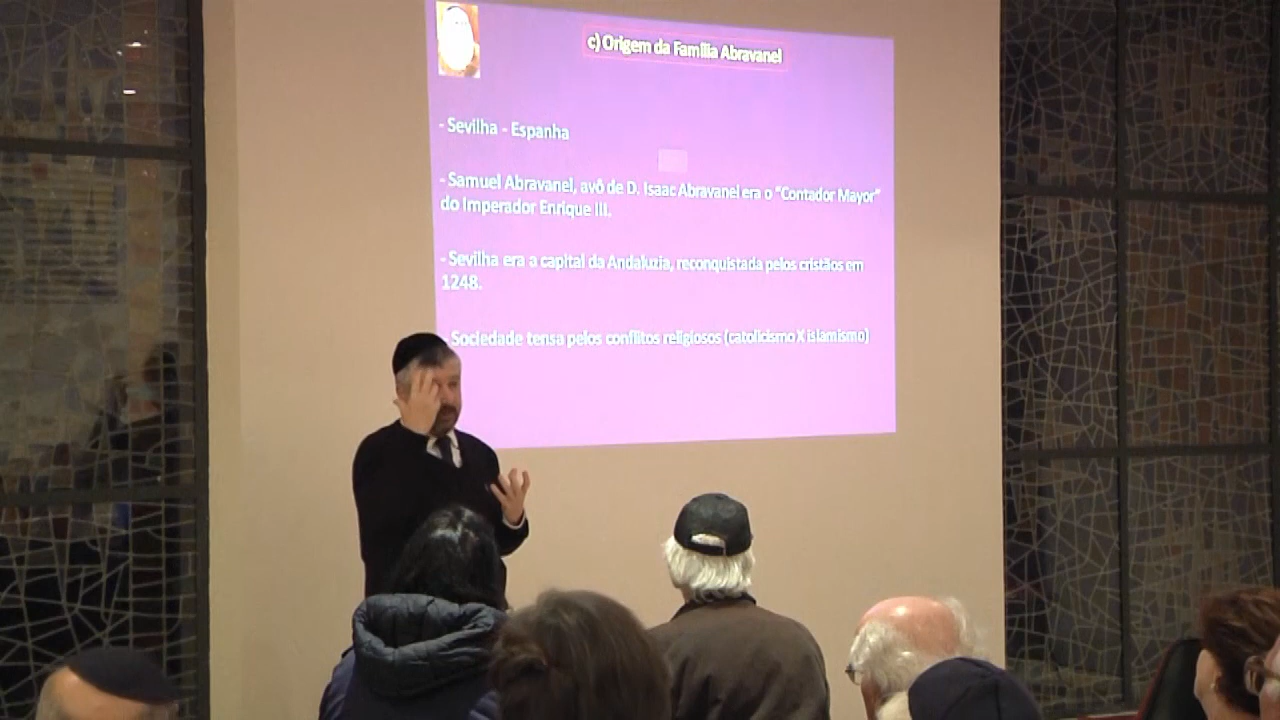 c) Origem da Família Abravanel
- Sevilha - Espanha
- Samuel Abravanel, avô de D. Isaac Abravanel era o "Contador Mayor"
do Imperador Enrique III.
- Sevilha era a capital da Andaluzia, reconquistada pelos cristãos em
1248.
- Sociedade tensa pelos conflitos religiosos (catolicismo X islamismo)